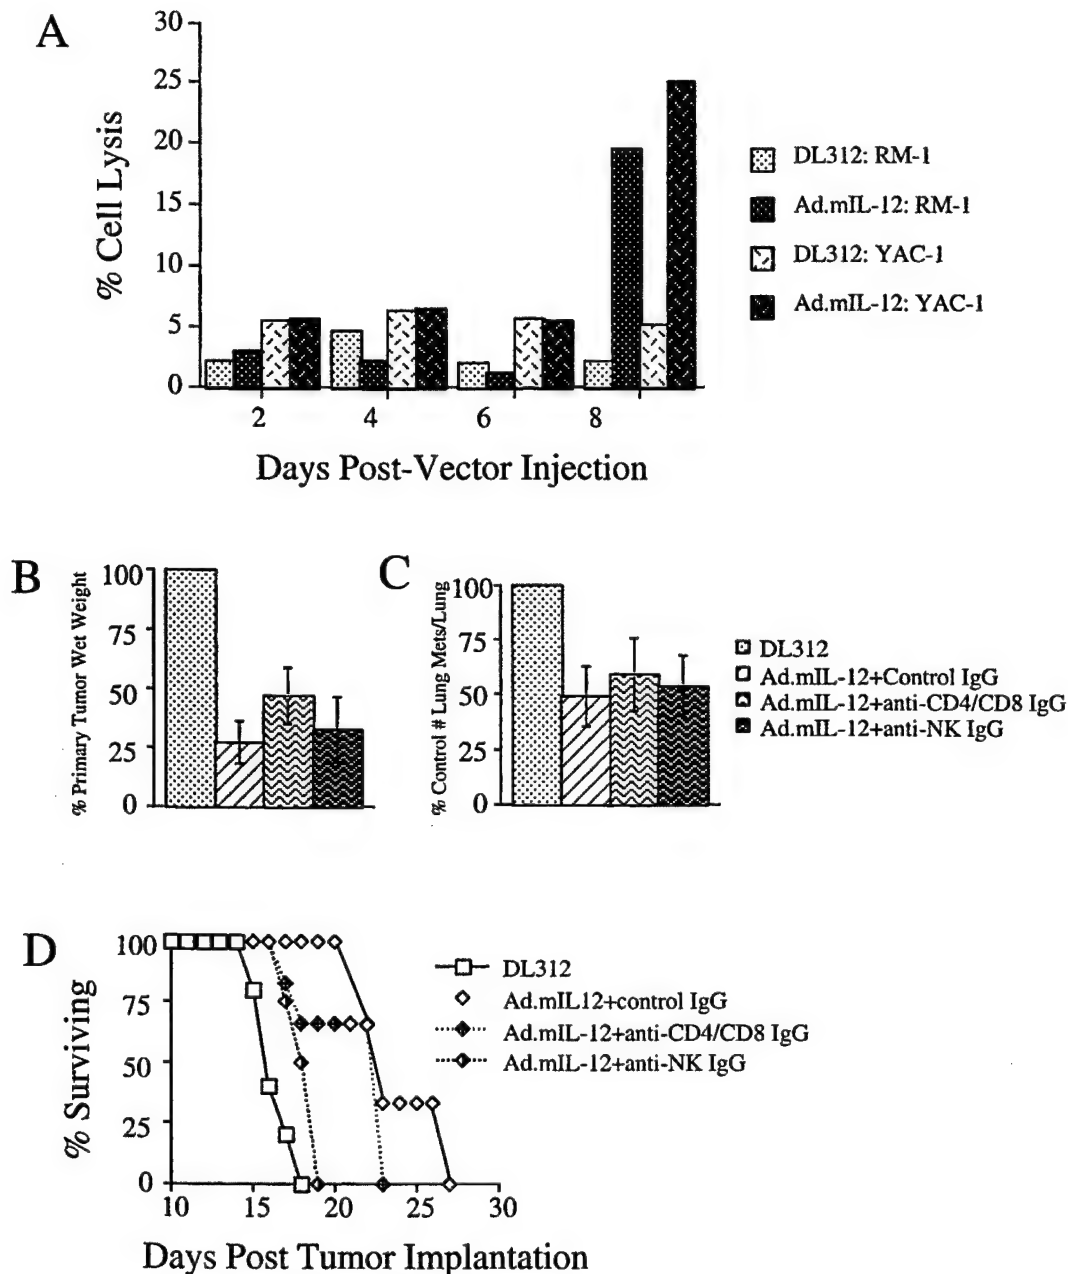 A
% Cell Lysis
30
25
20
15
10
5
0
2 4 6 8
Days Post-Vector Injection
DL312: RM-1
Ad.mIL-12: RM-1
DL312: YAC-1
Ad.mIL-12: YAC-1
B
% Primary Tumor Wet Weight
100
75
50
25
0
C
% Control # Lung Mets/Lung
100
75
50
25
0
DL312
Ad.mIL-12+Control IgG
Ad.mIL-12+anti-CD4/CD8 IgG
Ad.mIL-12+anti-NK IgG
D
% Surviving
100
75
50
25
0
10 15 20 25 30
Days Post Tumor Implantation
DL312
Ad.mIL12+control IgG
Ad.mIL-12+anti-CD4/CD8 IgG
Ad.mIL-12+anti-NK IgG